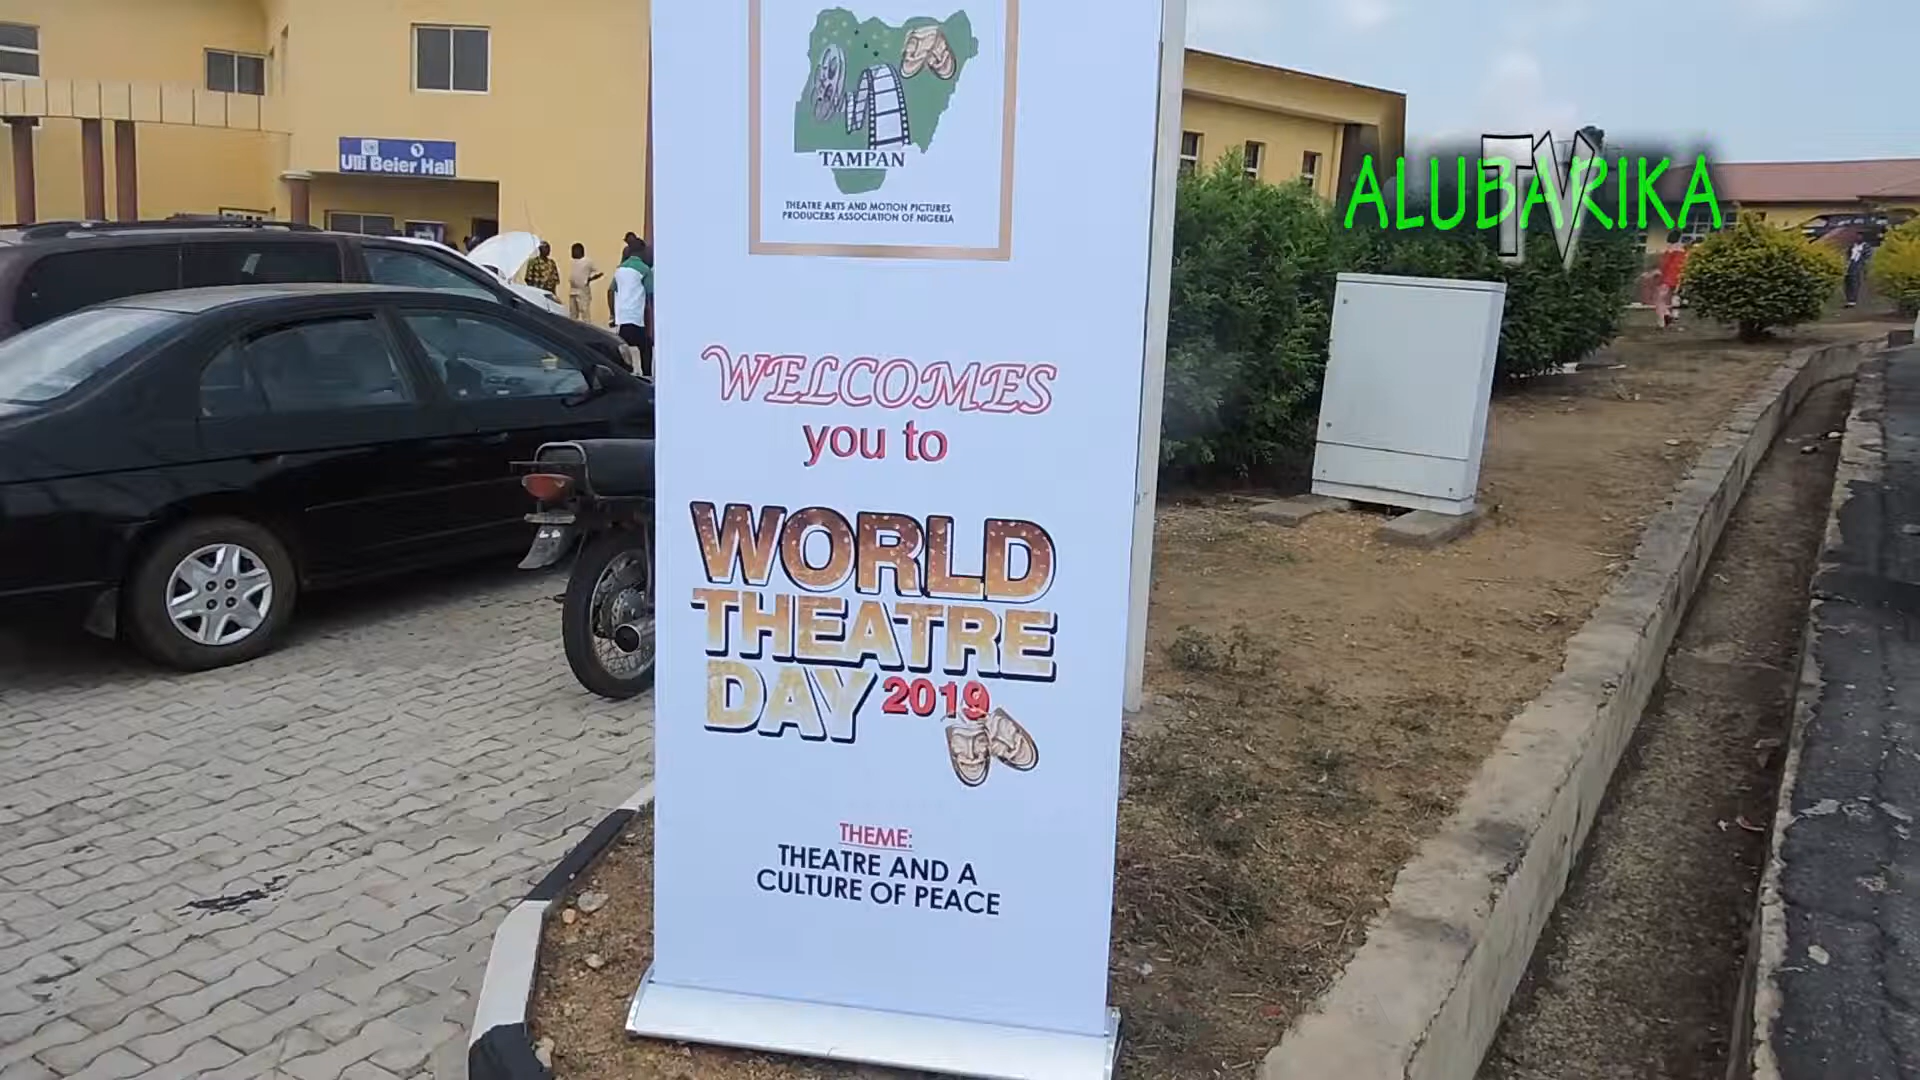 Ulli Beier Hall
TAMPAN
THEATRE ARTS AND MOTION PICTURES
PRODUCERS ASSOCIATION OF NIGERIA
ALUBARIKA
TV
WELCOMES
you to
WORLD
THEATRE
DAY 2019
THEME:
THEATRE AND A
CULTURE OF PEACE